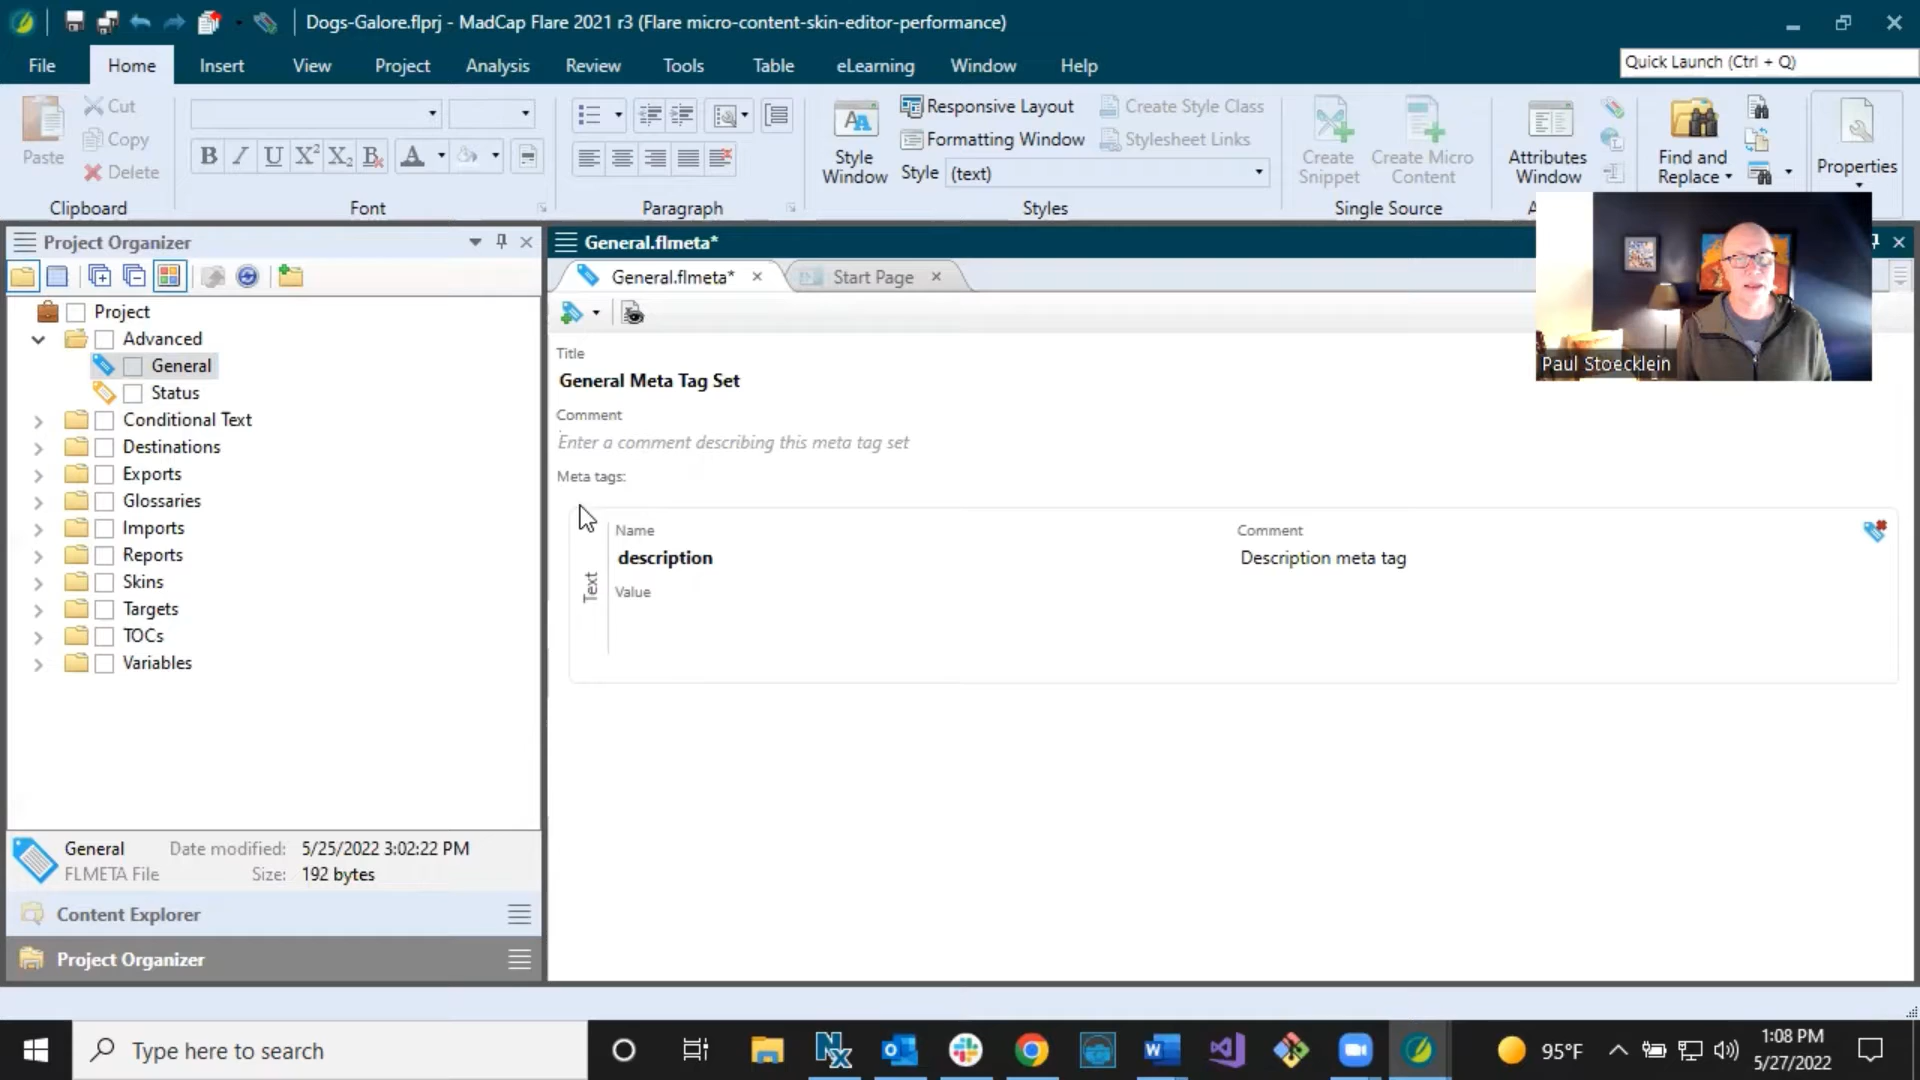 Dogs-Galore.flprj - MadCap Flare 2021 r3 (Flare micro-content-skin-editor-performance)
File Home Insert View Project Analysis Review Tools Table eLearning Window Help
Quick Launch (Ctrl + Q)
Paste
Cut
Copy
Delete
Clipboard
Font
Paragraph
Style Window
Responsive Layout
Formatting Window
Create Style Class
Stylesheet Links
Style (text)
Styles
Create Snippet
Create Micro Content
Single Source
Attributes Window
Find and Replace
Properties
Project Organizer
General.flmeta*
General.flmeta*
Start Page
Project
Advanced
General
Status
Conditional Text
Destinations
Exports
Glossaries
Imports
Reports
Skins
Targets
TOCs
Variables
Title
General Meta Tag Set
Comment
Enter a comment describing this meta tag set
Meta tags:
Text
Name
description
Value
Comment
Description meta tag
Paul Stoecklein
General Date modified: 5/25/2022 3:02:22 PM
FLMETA File Size: 192 bytes
Content Explorer
Project Organizer
Type here to search
95°F
1:08 PM
5/27/2022